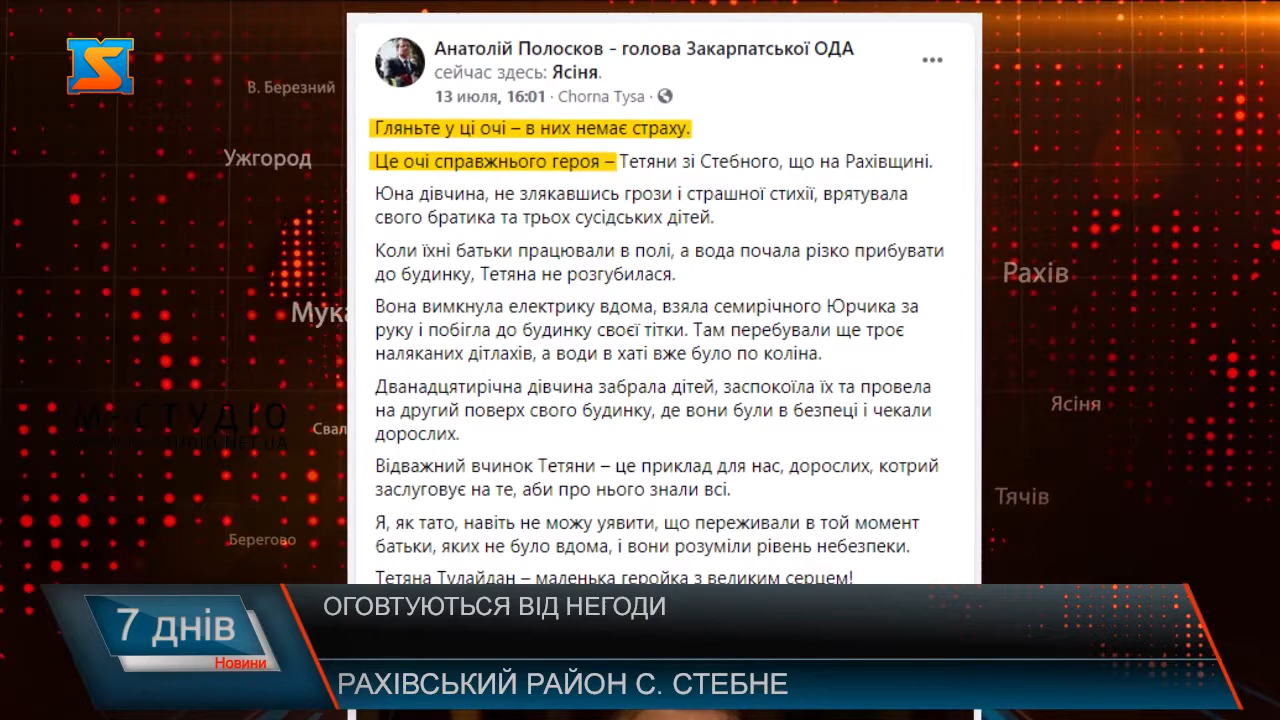 Анатолій Полосков - голова Закарпатської ОДА
сейчас здесь: Ясіня.
13 июля, 16:01 · Chorna Tysa ·
Гляньте у ці очі – в них немає страху.
Це очі справжнього героя – Тетяни зі Стебного, що на Рахівщині.
Юна дівчина, не злякавшись грози і страшної стихії, врятувала
свого братика та трьох сусідських дітей.
Коли їхні батьки працювали в полі, а вода почала різко прибувати
до будинку, Тетяна не розгубилася.
Вона вимкнула електрику вдома, взяла семирічного Юрчика за
руку і побігла до будинку своєї тітки. Там перебували ще троє
наляканих дітлахів, а води в хаті вже було по коліна.
Дванадцятирічна дівчина забрала дітей, заспокоїла їх та провела
на другий поверх свого будинку, де вони були в безпеці і чекали
дорослих.
Відважний вчинок Тетяни – це приклад для нас, дорослих, котрий
заслуговує на те, аби про нього знали всі.
Я, як тато, навіть не можу уявити, що переживали в той момент
батьки, яких не було вдома, і вони розуміли рівень небезпеки.
Тетяна Тулайдан – маленька геройка з великим серцем!
В. Березний
Ужгород
Мука
М-СТУДІО
Свал
Берегово
Рахів
Ясіня
Тячів
7 днів
Новини
ОГОВТУЮТЬСЯ ВІД НЕГОДИ
РАХІВСЬКИЙ РАЙОН С. СТЕБНЕ